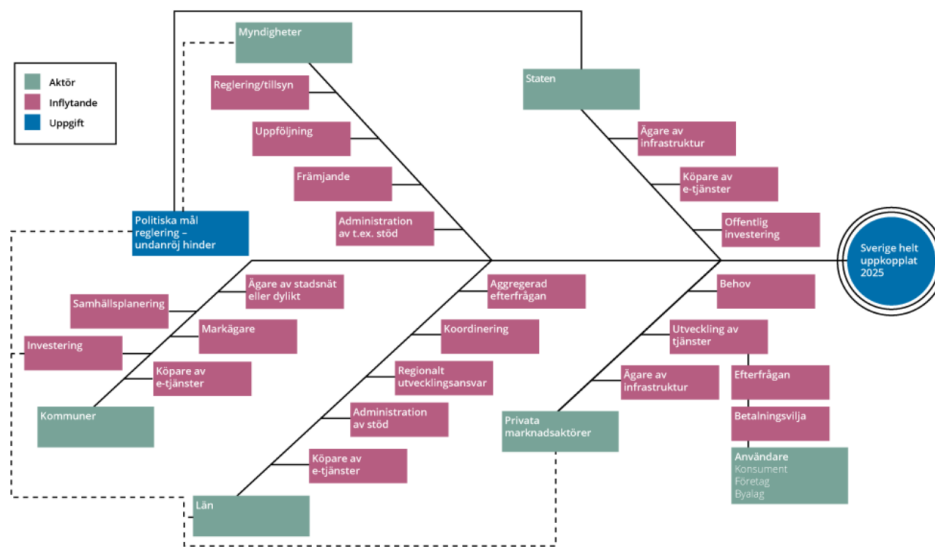 Myndigheter
Staten
Aktör
Inflytande
Uppgift
Reglering/tillsyn
Uppföljning
Främjande
Administration
av t.ex. stöd
Ägare av
infrastruktur
Köpare av
e-tjänster
Offentlig
investering
Politiska mål
reglering –
undanröj hinder
Sverige helt
uppkopplat
2025
Ägare av stadsnät
eller dylikt
Samhällsplanering
Markägare
Investering
Köpare av
e-tjänster
Kommuner
Aggregerad
efterfrågan
Koordinering
Regionalt
utvecklingsansvar
Administration
av stöd
Köpare av
e-tjänster
Län
Behov
Utveckling av
tjänster
Ägare av
infrastruktur
Privata
marknadsaktörer
Efterfrågan
Betalningsvilja
Användare
Konsument
Företag
Byalag